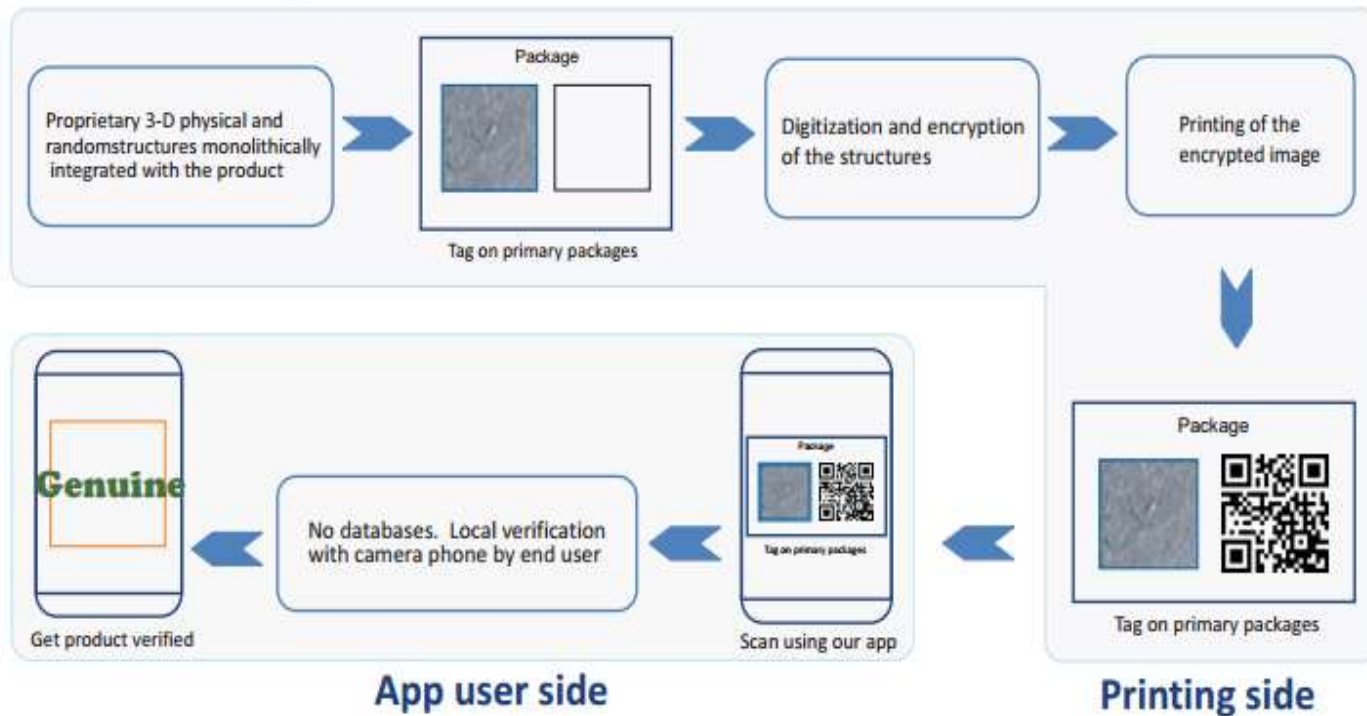 Proprietary 3-D physical and
randomstructures monolithically
integrated with the product
Package
Tag on primary packages
Digitization and encryption
of the structures
Printing of the
encrypted image
Package
Tag on primary packages
Printing side
Package
Tag on primary packages
Scan using our app
No databases. Local verification
with camera phone by end user
Genuine
Get product verified
App user side